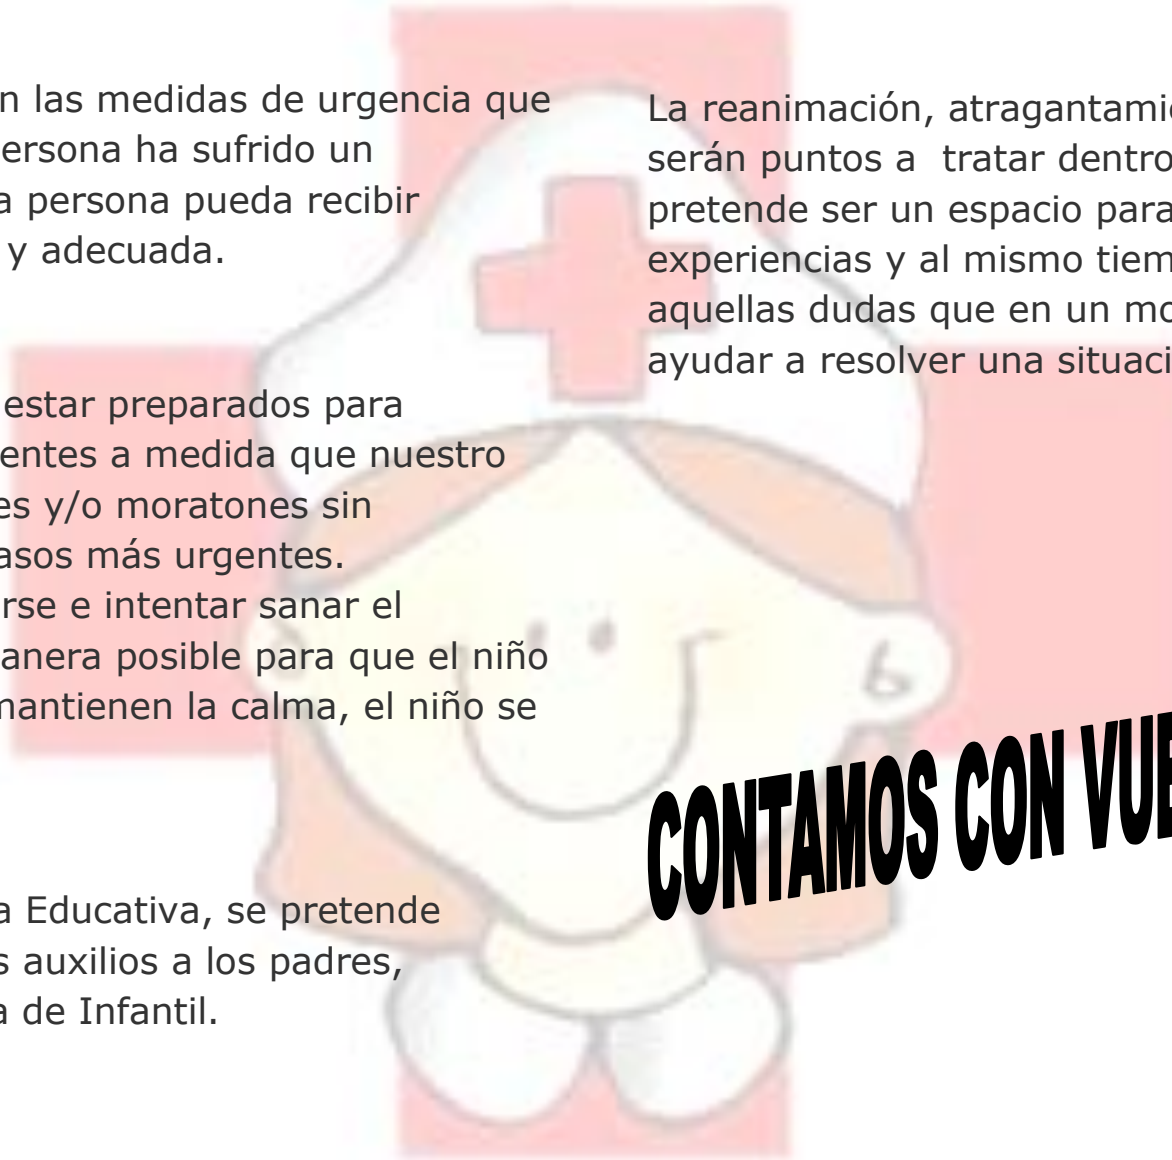 n las medidas de urgencia que
ersona ha sufrido un
a persona pueda recibir
y adecuada.
estar preparados para
entes a medida que nuestro
es y/o moratones sin
asos más urgentes.
rse e intentar sanar el
anera posible para que el niño
mantienen la calma, el niño se
a Educativa, se pretende
s auxilios a los padres,
a de Infantil.
La reanimación, atragantami
serán puntos a tratar dentro
pretende ser un espacio para
experiencias y al mismo tiem
aquellas dudas que en un mo
ayudar a resolver una situaci
CONTAMOS CON VUE